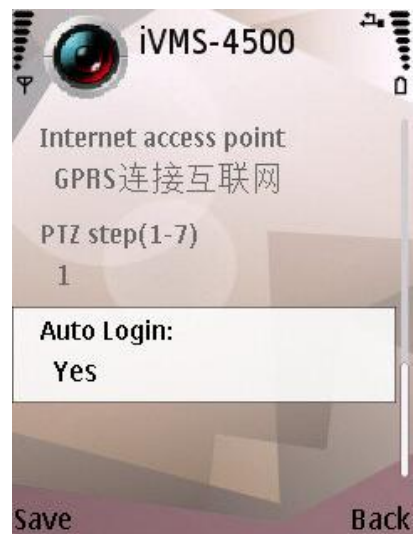 iVMS-4500
Internet access point
GPRS连接互联网
PTZ step(1-7)
1
Auto Login:
Yes
Save Back